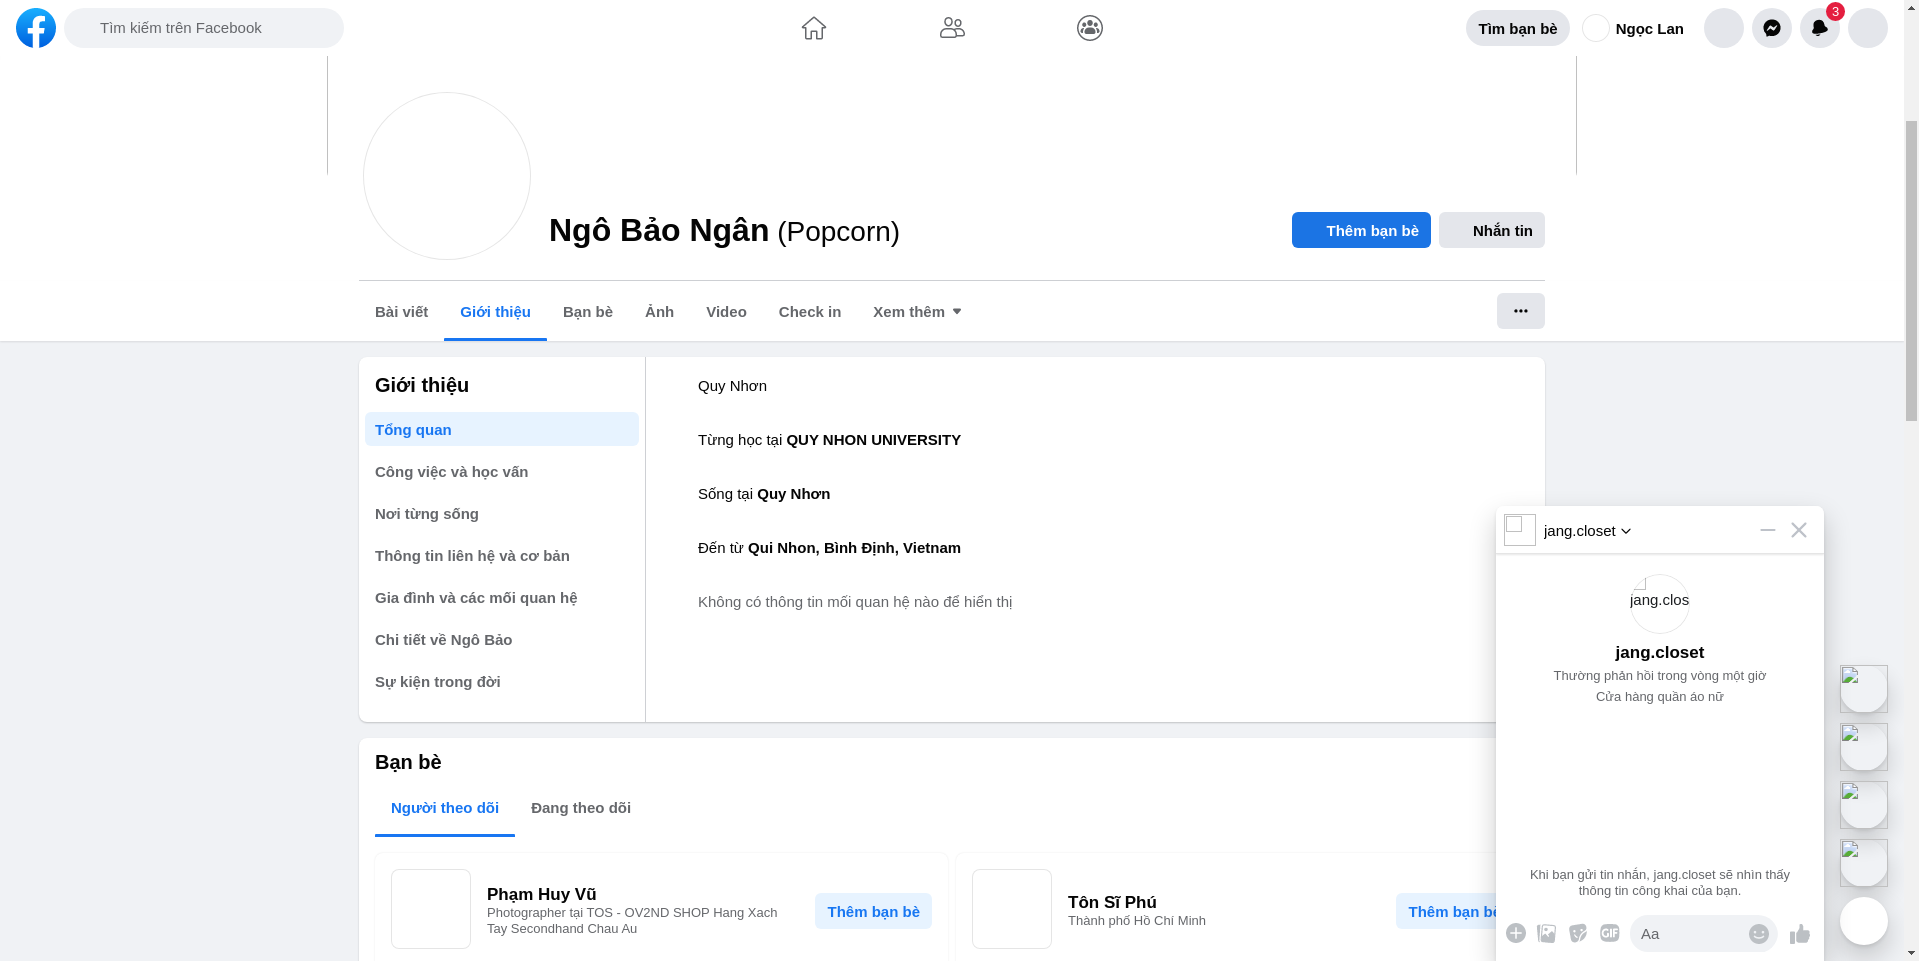 Tìm kiếm trên Facebook
Tìm bạn bè
Ngọc Lan
3
Ngô Bảo Ngân (Popcorn)
Thêm bạn bè
Nhắn tin
Bài viết
Giới thiệu
Bạn bè
Ảnh
Video
Check in
Xem thêm
Giới thiệu
Tổng quan
Công việc và học vấn
Nơi từng sống
Thông tin liên hệ và cơ bản
Gia đình và các mối quan hệ
Chi tiết về Ngô Bảo
Sự kiện trong đời
Quy Nhơn
Từng học tại QUY NHON UNIVERSITY
Sống tại Quy Nhơn
Đến từ Qui Nhon, Bình Định, Vietnam
Không có thông tin mối quan hệ nào để hiển thị
Bạn bè
Người theo dõi
Đang theo dõi
Phạm Huy Vũ
Photographer tại TOS - OV2ND SHOP Hang Xach
Tay Secondhand Chau Au
Thêm bạn bè
Tôn Sĩ Phú
Thành phố Hồ Chí Minh
Thêm bạn bè
jang.closet
jang.clos
jang.closet
Thường phản hồi trong vòng một giờ
Cửa hàng quần áo nữ
Khi bạn gửi tin nhắn, jang.closet sẽ nhìn thấy
thông tin công khai của bạn.
GIF
Aa